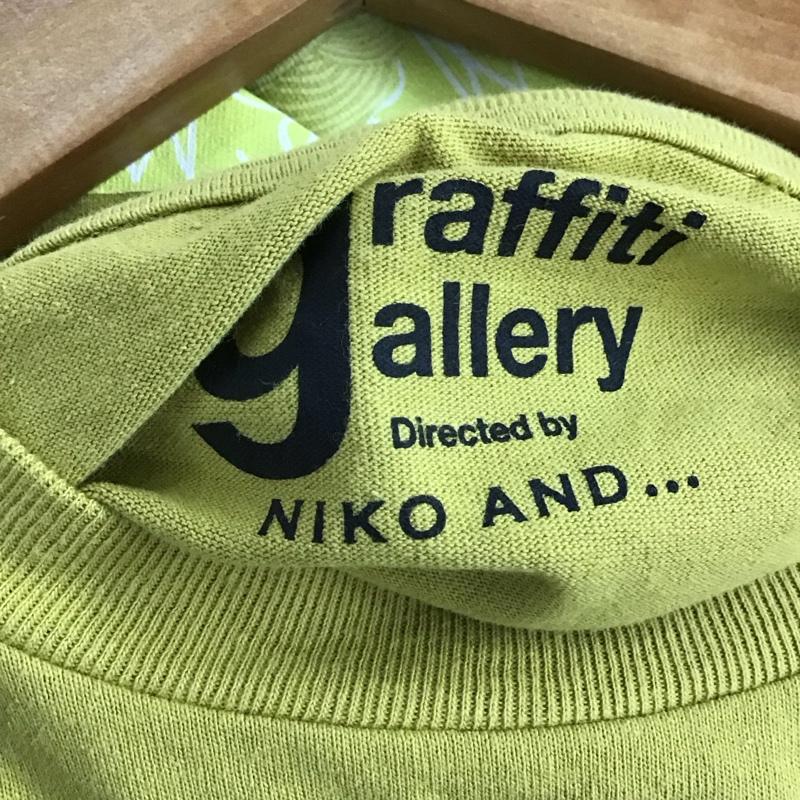 graffiti
gallery
Directed by
NIKO AND...